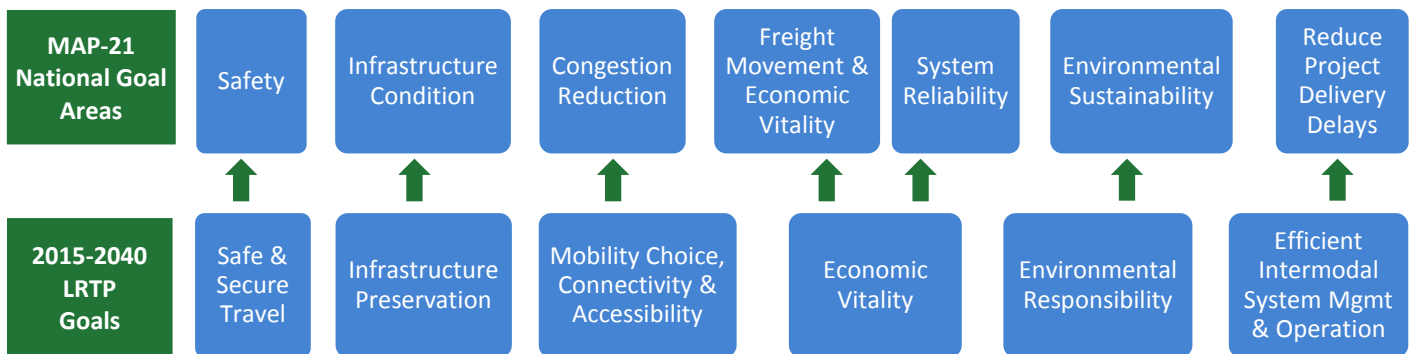 MAP-21
National Goal
Areas
Safety
Infrastructure
Condition
Congestion
Reduction
Freight
Movement &
Economic
Vitality
System
Reliability
Environmental
Sustainability
Reduce
Project
Delivery
Delays
2015-2040
LRTP
Goals
Safe &
Secure
Travel
Infrastructure
Preservation
Mobility Choice,
Connectivity &
Accessibility
Economic
Vitality
Environmental
Responsibility
Efficient
Intermodal
System Mgmt
& Operation